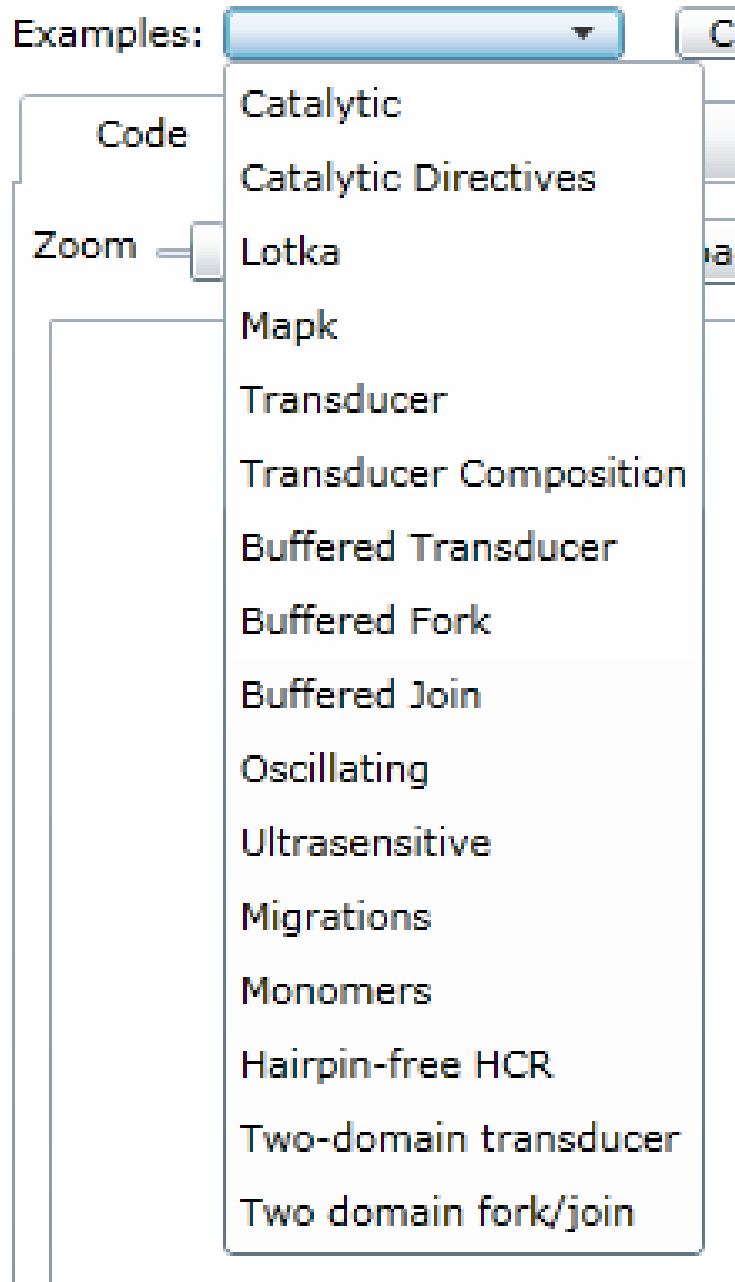 Examples:
Catalytic
Code
Catalytic Directives
Zoom
Lotka
Mapk
Transducer
Transducer Composition
Buffered Transducer
Buffered Fork
Buffered Join
Oscillating
Ultrasensitive
Migrations
Monomers
Hairpin-free HCR
Two-domain transducer
Two domain fork/join